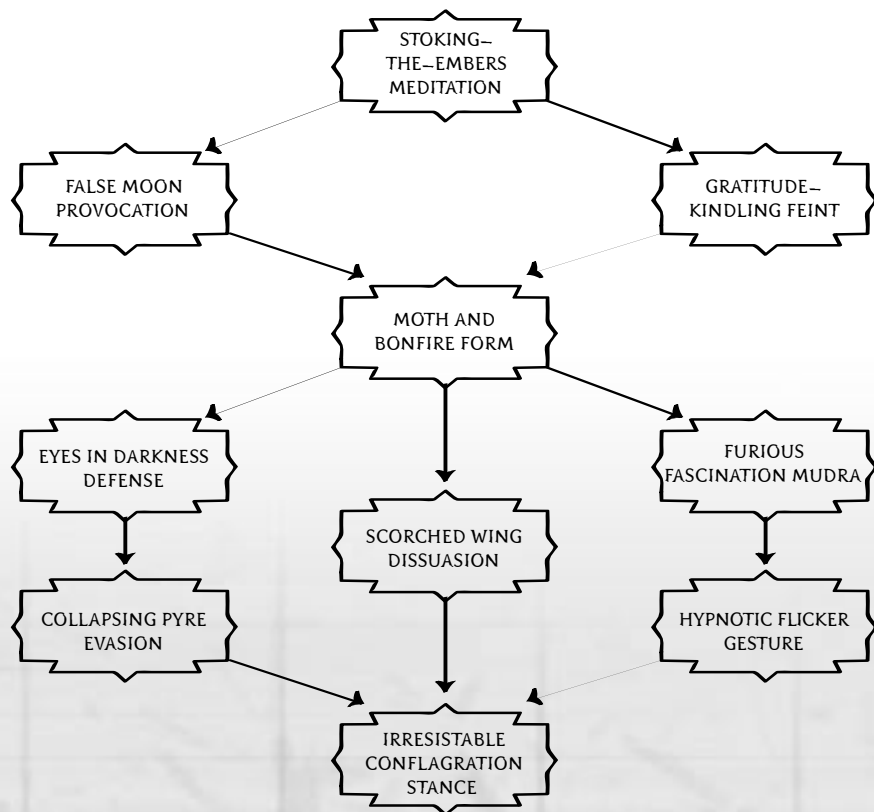 STOKING–
THE–EMBERS
MEDITATION
FALSE MOON
PROVOCATION
GRATITUDE–
KINDLING FEINT
MOTH AND
BONFIRE FORM
EYES IN DARKNESS
DEFENSE
FURIOUS
FASCINATION MUDRA
SCORCHED WING
DISSUASION
COLLAPSING PYRE
EVASION
HYPNOTIC FLICKER
GESTURE
IRRESISTABLE
CONFLAGRATION
STANCE